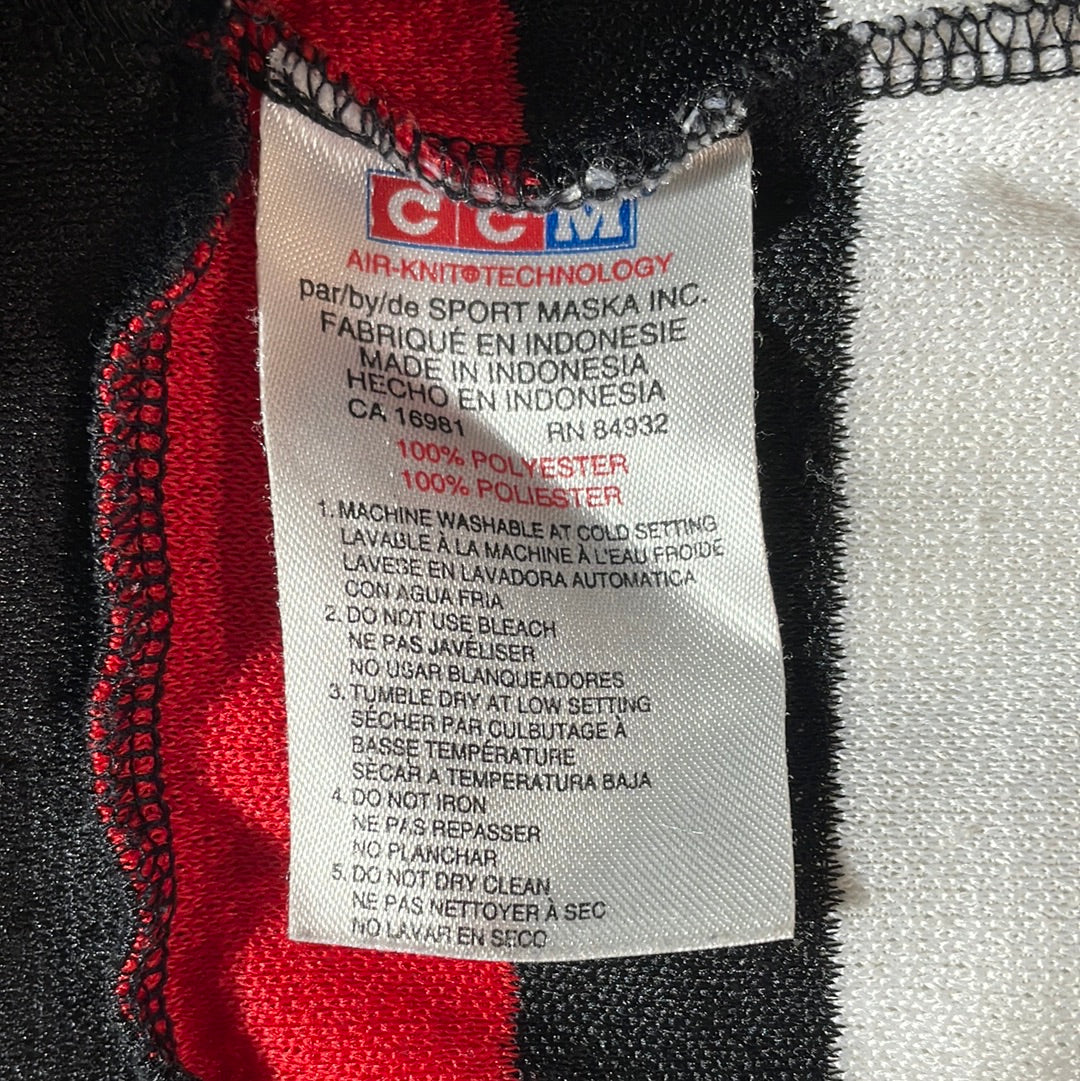 CCM
AIR-KNIT TECHNOLOGY
par/by/de SPORT MASKA INC.
FABRIQUÉ EN INDONESIE
MADE IN INDONESIA
HECHO EN INDONESIA
CA 16981 RN 84932
100% POLYESTER
100% POLIESTER
1. MACHINE WASHABLE AT COLD SETTING
LAVABLE À LA MACHINE À L'EAU FROIDE
LAVESE EN LAVADORA AUTOMATICA
CON AGUA FRIA
2. DO NOT USE BLEACH
NE PAS JAVELISER
NO USAR BLANQUEADORES
3. TUMBLE DRY AT LOW SETTING
SÉCHER PAR CULBUTAGE À
BASSE TEMPÉRATURE
SÈCAR A TEMPERATURA BAJA
4. DO NOT IRON
NE PAS REPASSER
NO PLANCHAR
5. DO NOT DRY CLEAN
NE PAS NETTOYER À SEC
NO LAVAR EN SECO